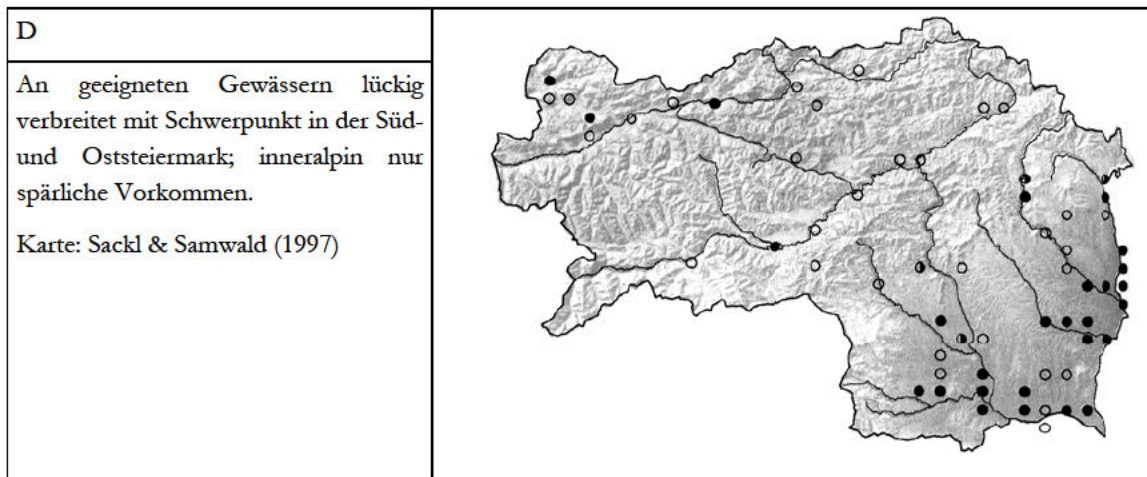 D
An geeigneten Gewässern lückig
verbreitet mit Schwerpunkt in der Süd-
und Oststeiermark; inneralpin nur
spärliche Vorkommen.
Karte: Sackl & Samwald (1997)